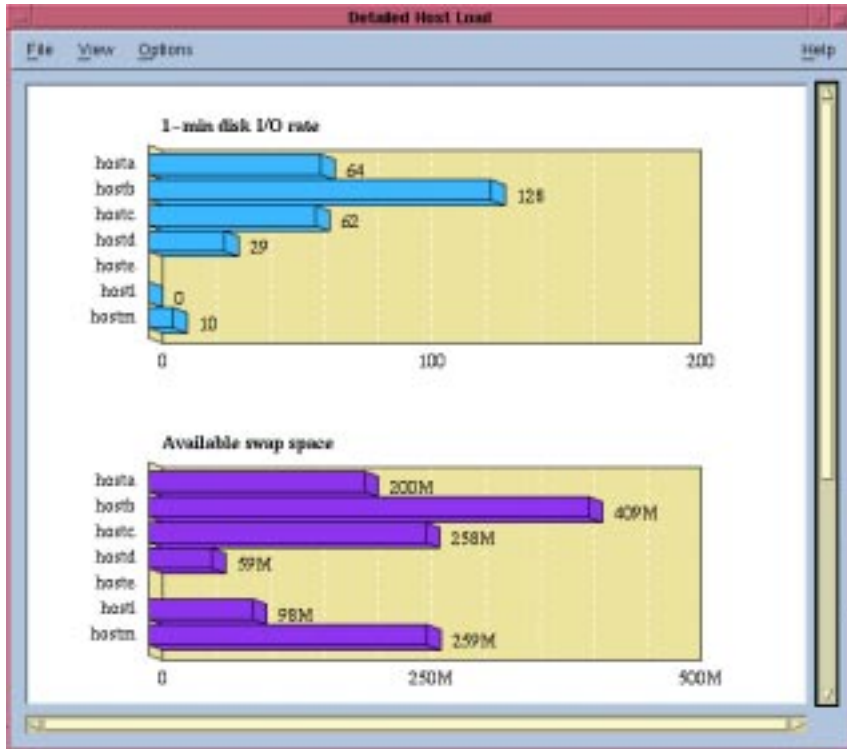 Detailed Host Load
File View Options Help
1-min disk I/O rate
hosta 64
hostb 128
hostc 62
hostd 29
hoste
hostl 0
hostm 10
0 100 200
Available swap space
hosta 200M
hostb 409M
hostc 258M
hostd 59M
hoste
hostl 98M
hostm 259M
0 250M 500M